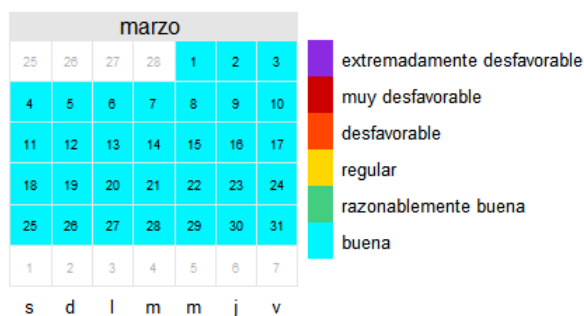 marzo
25 26 27 28 1 2 3
4 5 6 7 8 9 10
11 12 13 14 15 16 17
18 19 20 21 22 23 24
25 26 27 28 29 30 31
1 2 3 4 5 6 7
s d l m m j v
extremadamente desfavorable
muy desfavorable
desfavorable
regular
razonablemente buena
buena